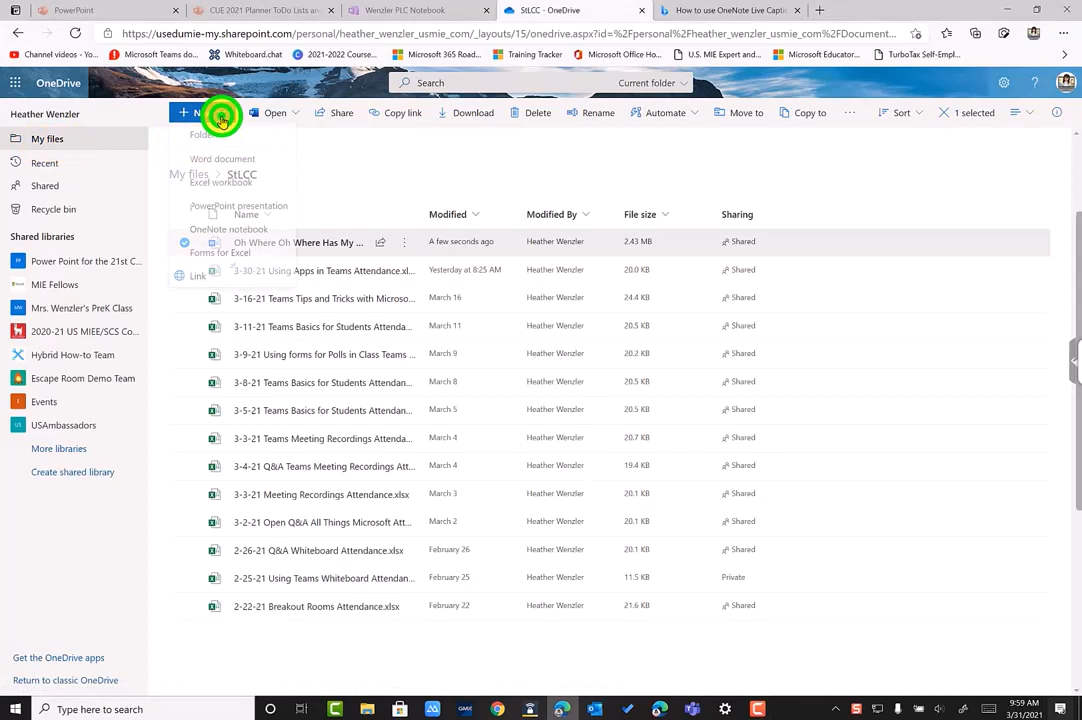 PowerPoint
CUE 2021 Planner ToDo Lists and
Wenzler PLC Notebook
StLCC - OneDrive
How to use OneNote Live Capti
https://usedumie-my.sharepoint.com/personal/heather_wenzler_usmie_com/_layouts/15/onedrive.aspx?id=%2Fpersonal%2Fheather_wenzler_usmie_com%2FDocument...
Channel videos - Yo...
Microsoft Teams do...
Whiteboard.chat
2021-2022 Course...
Microsoft 365 Road...
Training Tracker
Microsoft Office Ho...
U.S. MIE Expert an...
Microsoft Educator...
TurboTax Self-Empl...
OneDrive
Search
Current folder
Heather Wenzler
N
Open
Share
Copy link
Download
Delete
Rename
Automate
Move to
Copy to
Sort
1 selected
My files
Recent
Shared
Recycle bin
Shared libraries
PP
Power Point for the 21st C...
MIE Fellows
MW
Mrs. Wenzler's PreK Class
2020-21 US MIEE/SCS Co...
Hybrid How-to Team
Escape Room Demo Team
E
Events
U
USAmbassadors
More libraries
Create shared library
Get the OneDrive apps
Return to classic OneDrive
Folder
Word document
Excel workbook
PowerPoint presentation
OneNote notebook
Forms for Excel
Link
My files > StLCC
Name
Modified
Modified By
File size
Sharing
Oh Where Oh Where Has My ...
A few seconds ago
Heather Wenzler
2.43 MB
Shared
3-30-21 Using Apps in Teams Attendance.xl...
Yesterday at 8:25 AM
Heather Wenzler
20.0 KB
Shared
3-16-21 Teams Tips and Tricks with Microso...
March 16
Heather Wenzler
24.4 KB
Shared
3-11-21 Teams Basics for Students Attenda...
March 11
Heather Wenzler
20.5 KB
Shared
3-9-21 Using forms for Polls in Class Teams ...
March 9
Heather Wenzler
20.2 KB
Shared
3-8-21 Teams Basics for Students Attendan...
March 8
Heather Wenzler
20.5 KB
Shared
3-5-21 Teams Basics for Students Attendan...
March 5
Heather Wenzler
20.5 KB
Shared
3-3-21 Teams Meeting Recordings Attenda...
March 4
Heather Wenzler
20.7 KB
Shared
3-4-21 Q&A Teams Meeting Recordings Att...
March 4
Heather Wenzler
19.4 KB
Shared
3-3-21 Meeting Recordings Attendance.xlsx
March 3
Heather Wenzler
20.1 KB
Shared
3-2-21 Open Q&A All Things Microsoft Att...
March 2
Heather Wenzler
20.1 KB
Shared
2-26-21 Q&A Whiteboard Attendance.xlsx
February 26
Heather Wenzler
20.1 KB
Shared
2-25-21 Using Teams Whiteboard Attendan...
February 25
Heather Wenzler
11.5 KB
Private
2-22-21 Breakout Rooms Attendance.xlsx
February 22
Heather Wenzler
21.6 KB
Shared
Type here to search
9:59 AM
3/31/2021